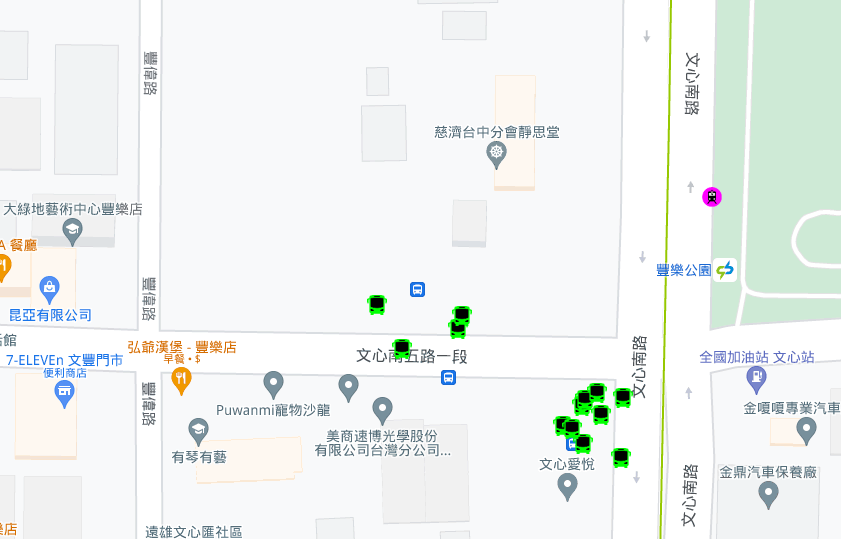 豐偉路
文心南路
慈濟台中分會靜思堂
大綠地藝術中心豐樂店
A 餐廳
豐樂公園
豐偉路
昆亞有限公司
活館
弘爺漢堡 - 豐樂店
早餐 • $
文心南五路一段
文心南路
7-ELEVEn 文豐門市
便利商店
全國加油站 文心站
豐偉路
Puwanmi寵物沙龍
金嗄嗄專業汽車
美商速博光學股份
有限公司台灣分公司...
有琴有藝
文心愛悅
金鼎汽車保養廠
文心南路
樂店
遠雄文心匯社區